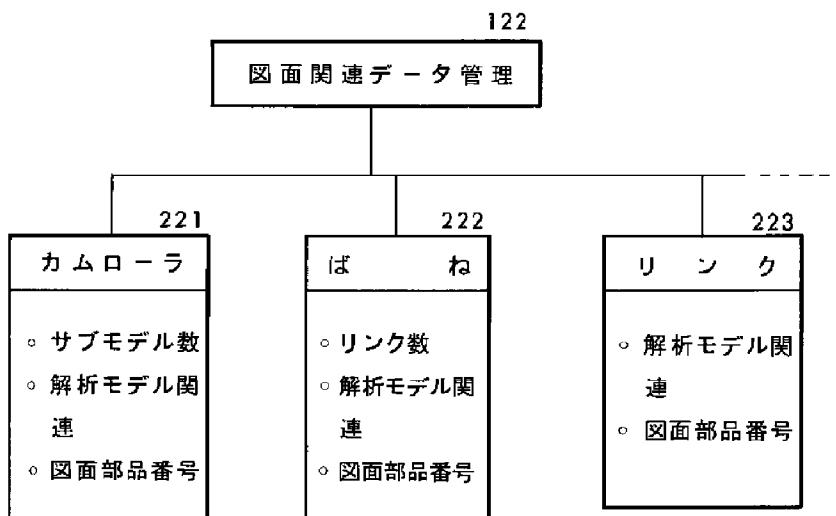 122
図面関連データ管理
221
カムローラ
○ サブモデル数
○ 解析モデル関
連
○ 図面部品番号
222
ばね
○ リンク数
○ 解析モデル関
連
○ 図面部品番号
223
リンク
○ 解析モデル関
連
○ 図面部品番号